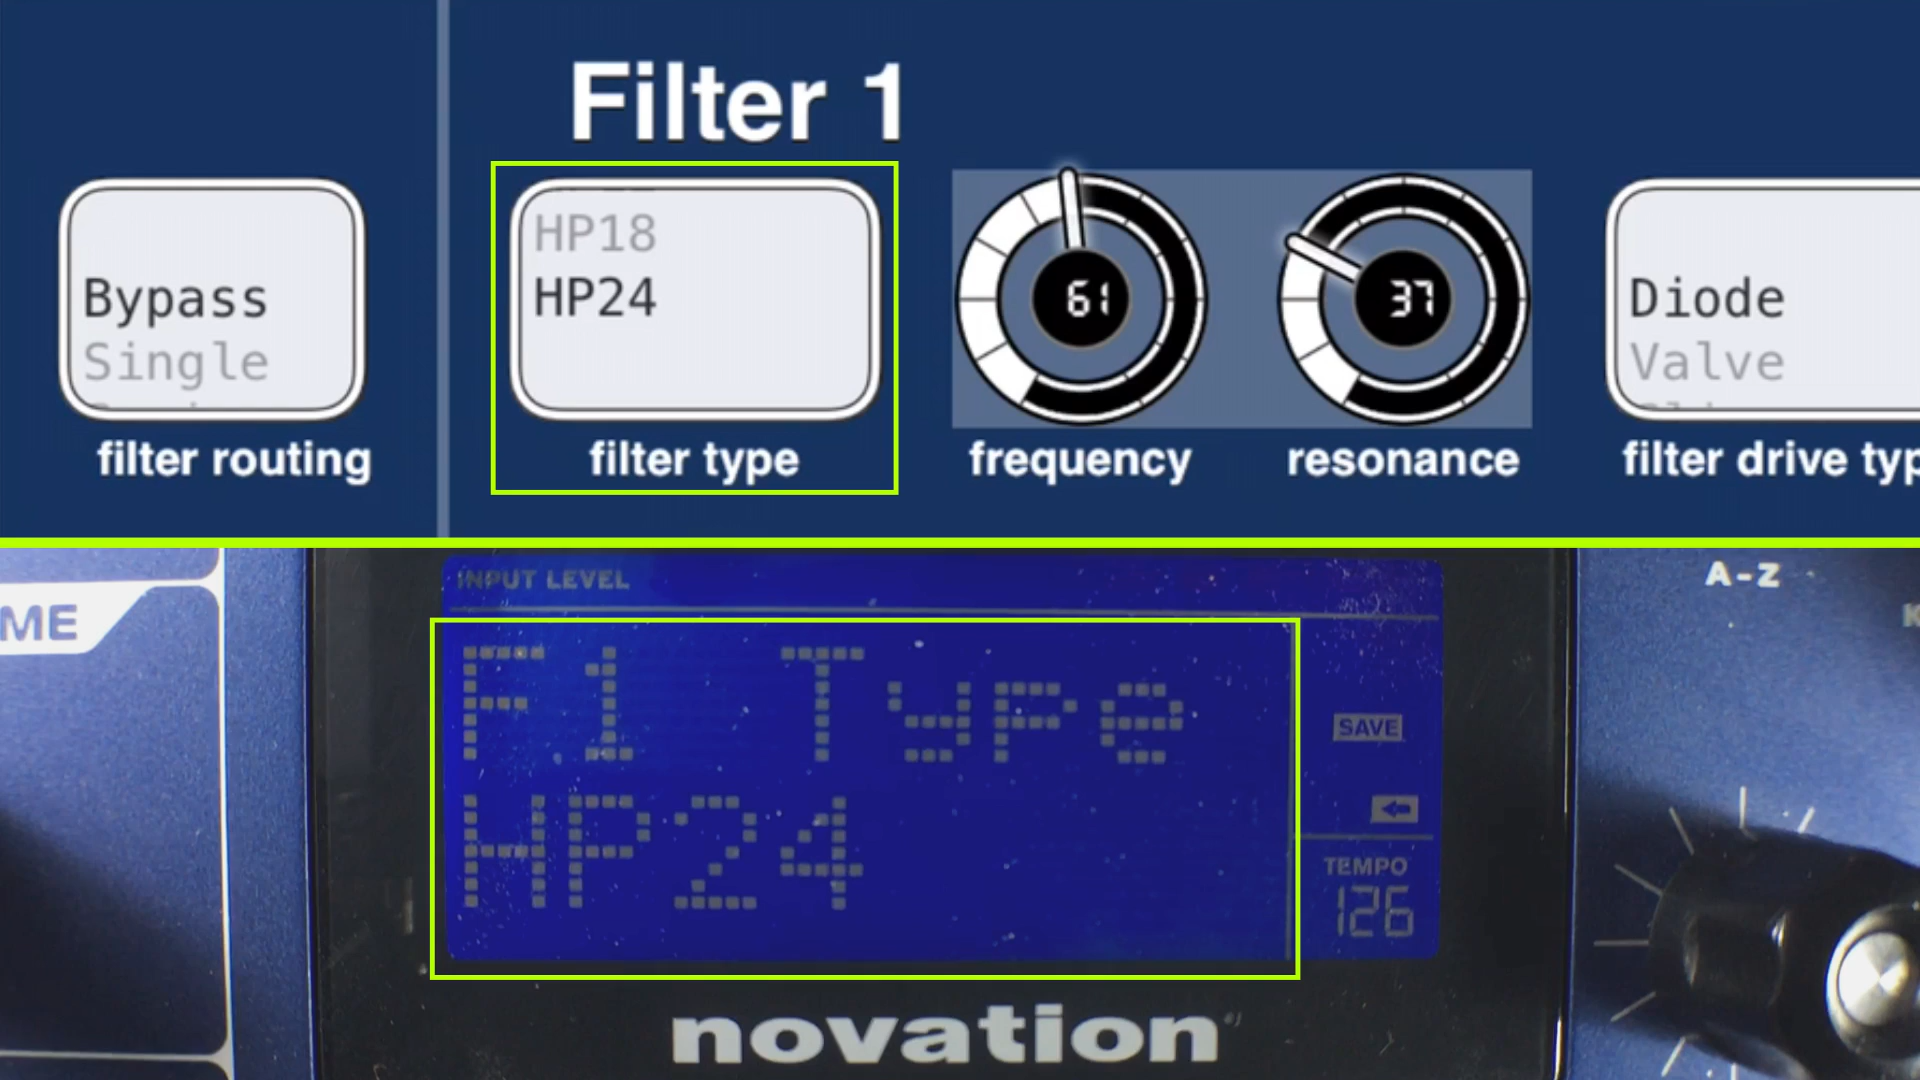 Filter 1
Bypass
Single
filter routing
HP18
HP24
filter type
61
frequency
37
resonance
Diode
Valve
filter drive typ
INPUT LEVEL
F1 Type
HP24
SAVE
TEMPO
126
novation
ME
A-Z
K